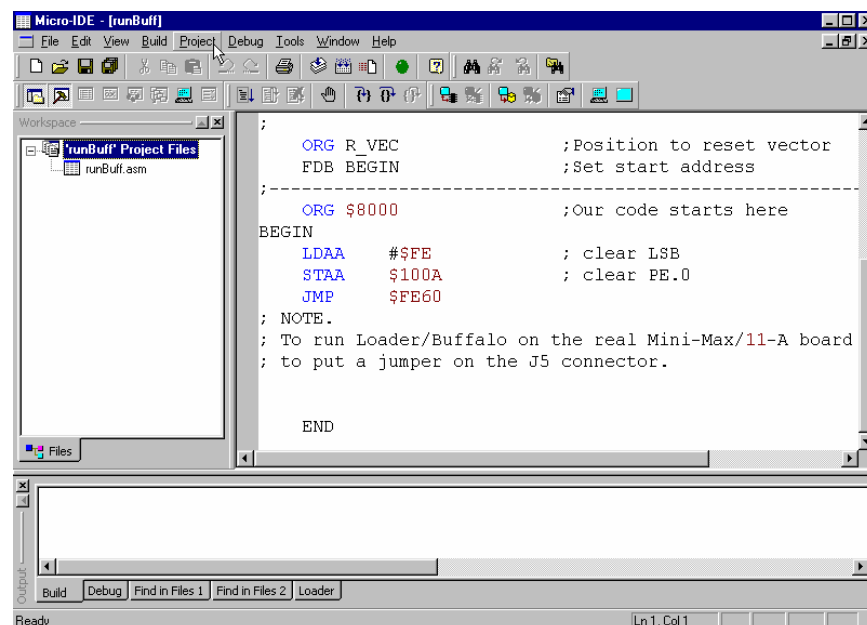 Micro-IDE - [runBuff]
File Edit View Build Project Debug Tools Window Help
Workspace
'runBuff' Project Files
runBuff.asm
Files
;
ORG R_VEC ;Position to reset vector
FDB BEGIN ;Set start address
;-------------------------------------------------------
ORG $8000 ;Our code starts here
BEGIN
LDAA #$FE ; clear LSB
STAA $100A ; clear PE.0
JMP $FE60
; NOTE.
; To run Loader/Buffalo on the real Mini-Max/11-A board
; to put a jumper on the J5 connector.
END
Output
Build Debug Find in Files 1 Find in Files 2 Loader
Ready Ln 1, Col 1